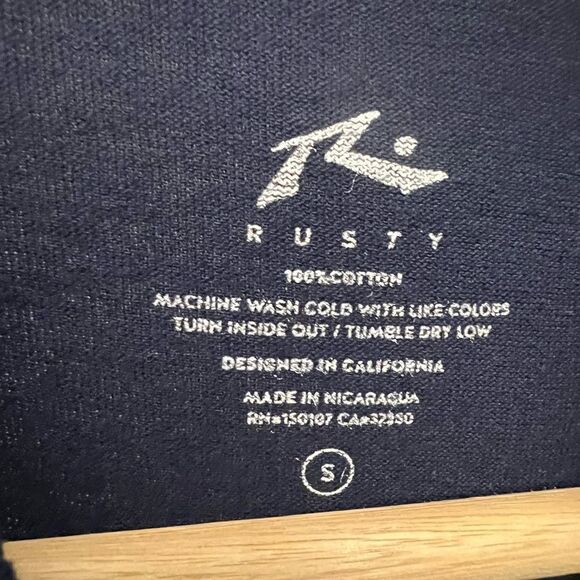 RUSTY
100% COTTON
MACHINE WASH COLD WITH LIKE COLORS
TURN INSIDE OUT / TUMBLE DRY LOW
DESIGNED IN CALIFORNIA
MADE IN NICARAGUA
RN#150107 CA#32350
S